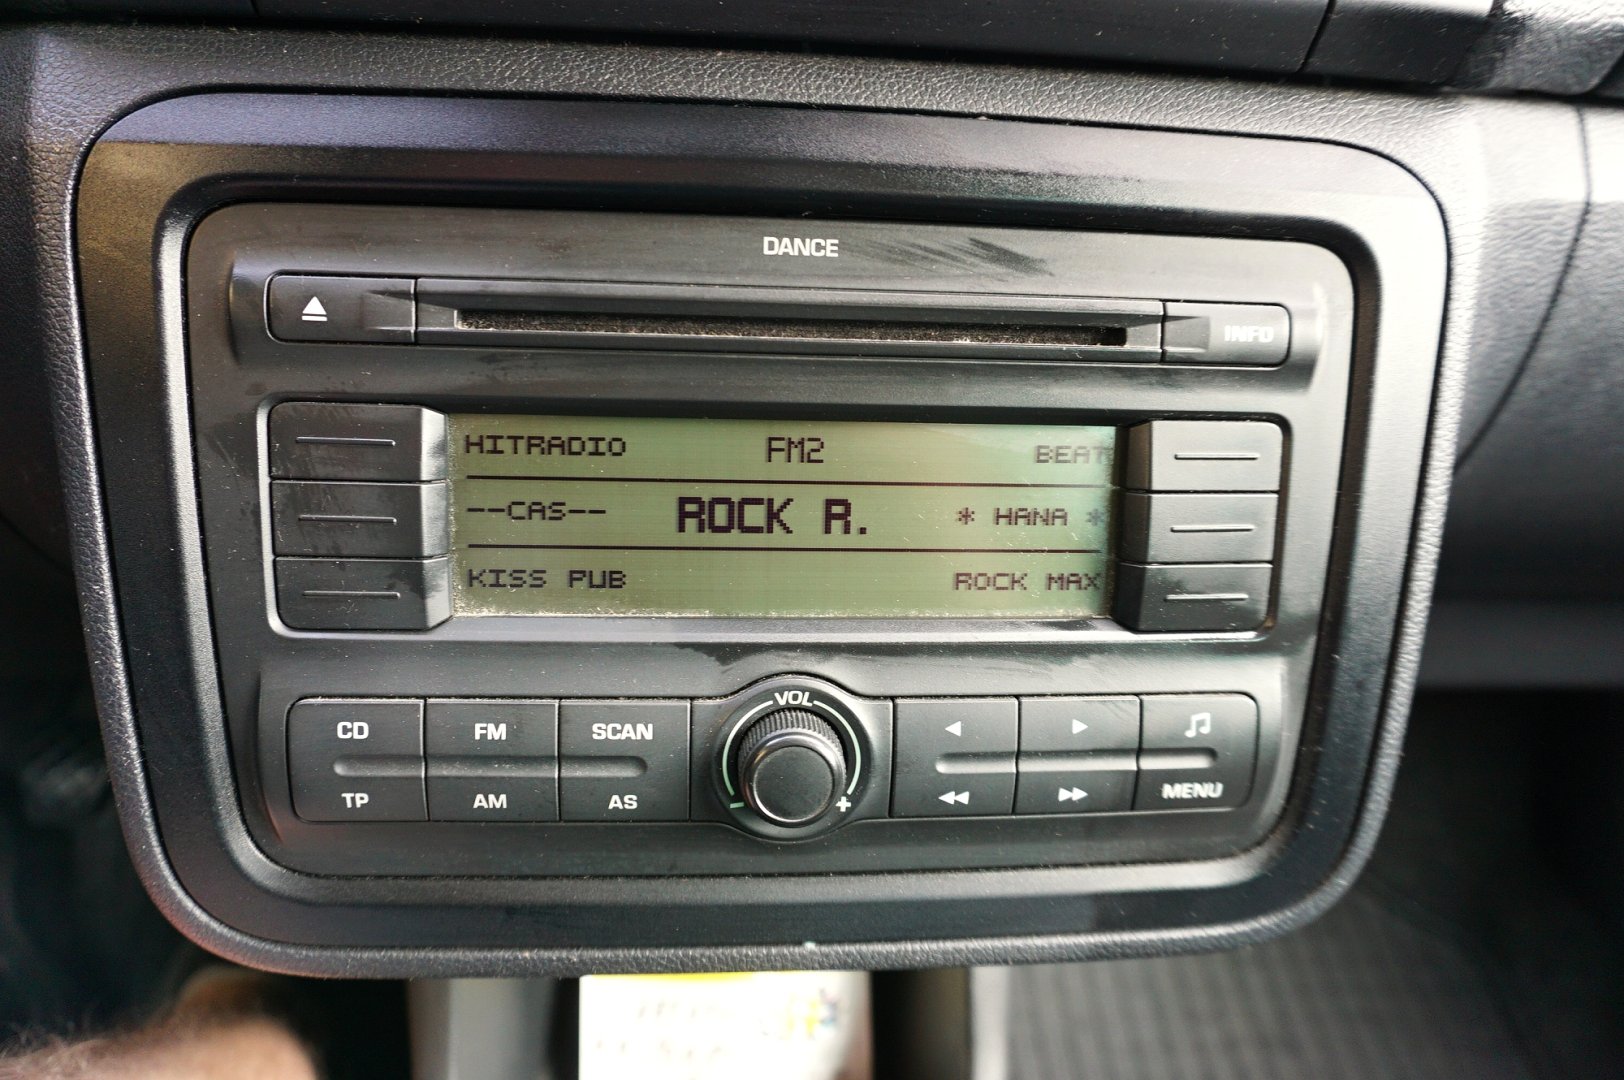 DANCE
INFO
HITRADIO FM2 BEAT
--CAS-- ROCK R. * HANA *
KISS PUB ROCK MAX
VOL
CD FM SCAN
TP AM AS - + MENU